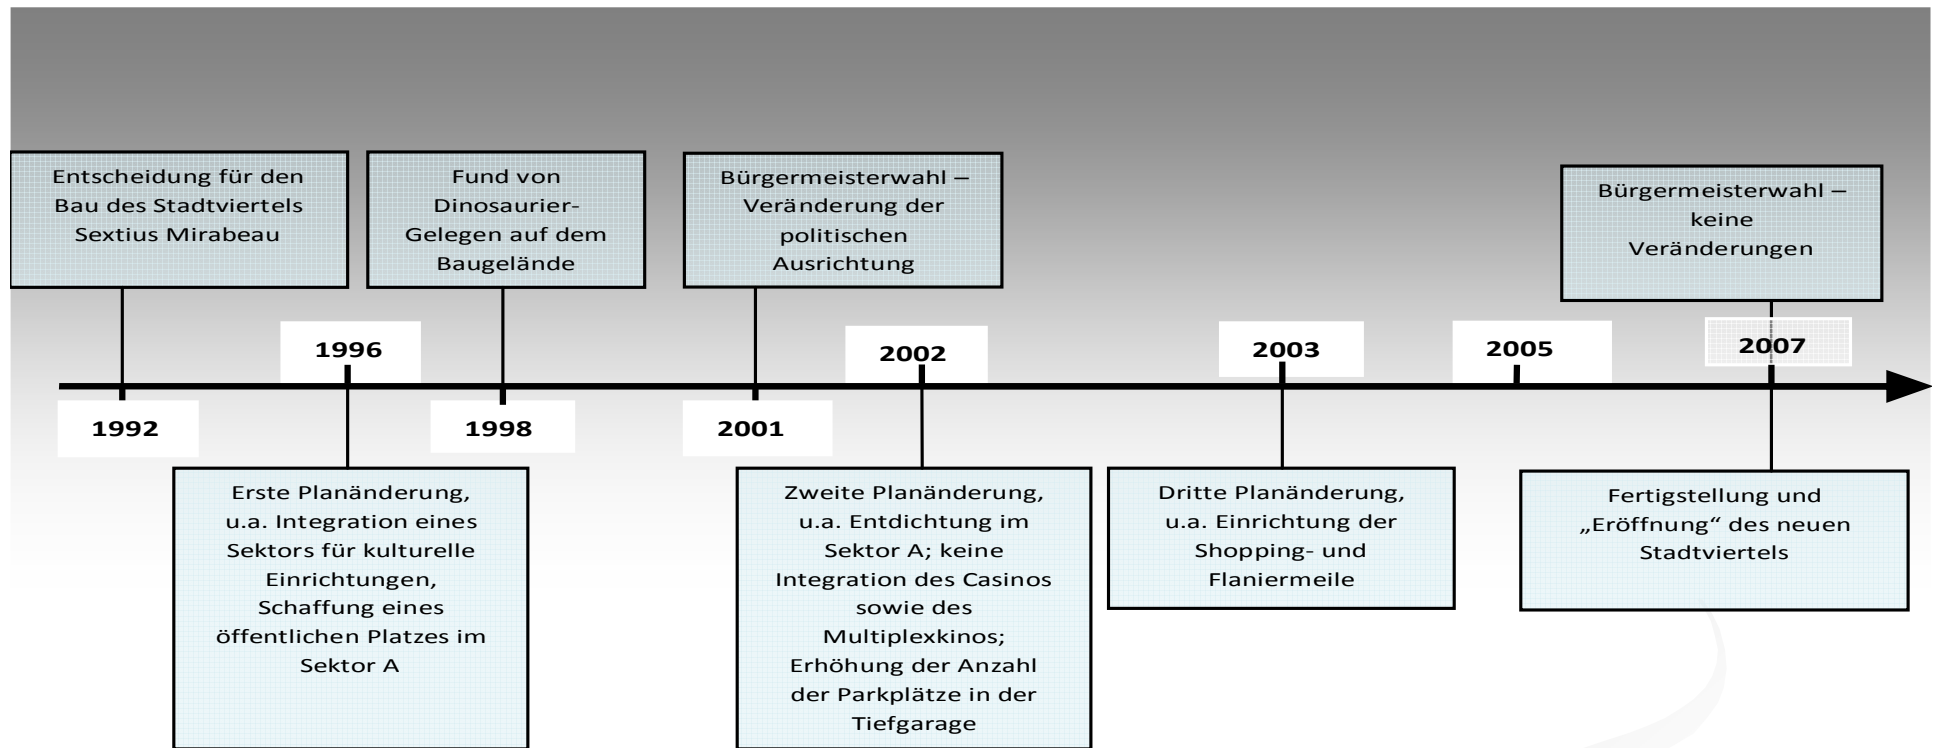 Entscheidung für den
Bau des Stadtviertels
Sextius Mirabeau
Fund von
Dinosaurier-
Gelegen auf dem
Baugelände
Bürgermeisterwahl –
Veränderung der
politischen
Ausrichtung
Bürgermeisterwahl –
keine
Veränderungen
1996
2002
2003
2005
2007
1992
1998
2001
Erste Planänderung,
u.a. Integration eines
Sektors für kulturelle
Einrichtungen,
Schaffung eines
öffentlichen Platzes im
Sektor A
Zweite Planänderung,
u.a. Entdichtung im
Sektor A; keine
Integration des Casinos
sowie des
Multiplexkinos;
Erhöhung der Anzahl
der Parkplätze in der
Tiefgarage
Dritte Planänderung,
u.a. Einrichtung der
Shopping- und
Flaniermeile
Fertigstellung und
„Eröffnung“ des neuen
Stadtviertels